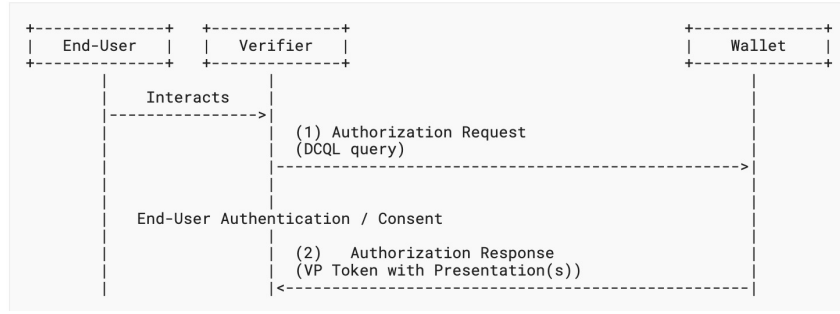 End-User
Verifier
Wallet
Interacts
(1) Authorization Request
(DCQL query)
End-User Authentication / Consent
(2) Authorization Response
(VP Token with Presentation(s))